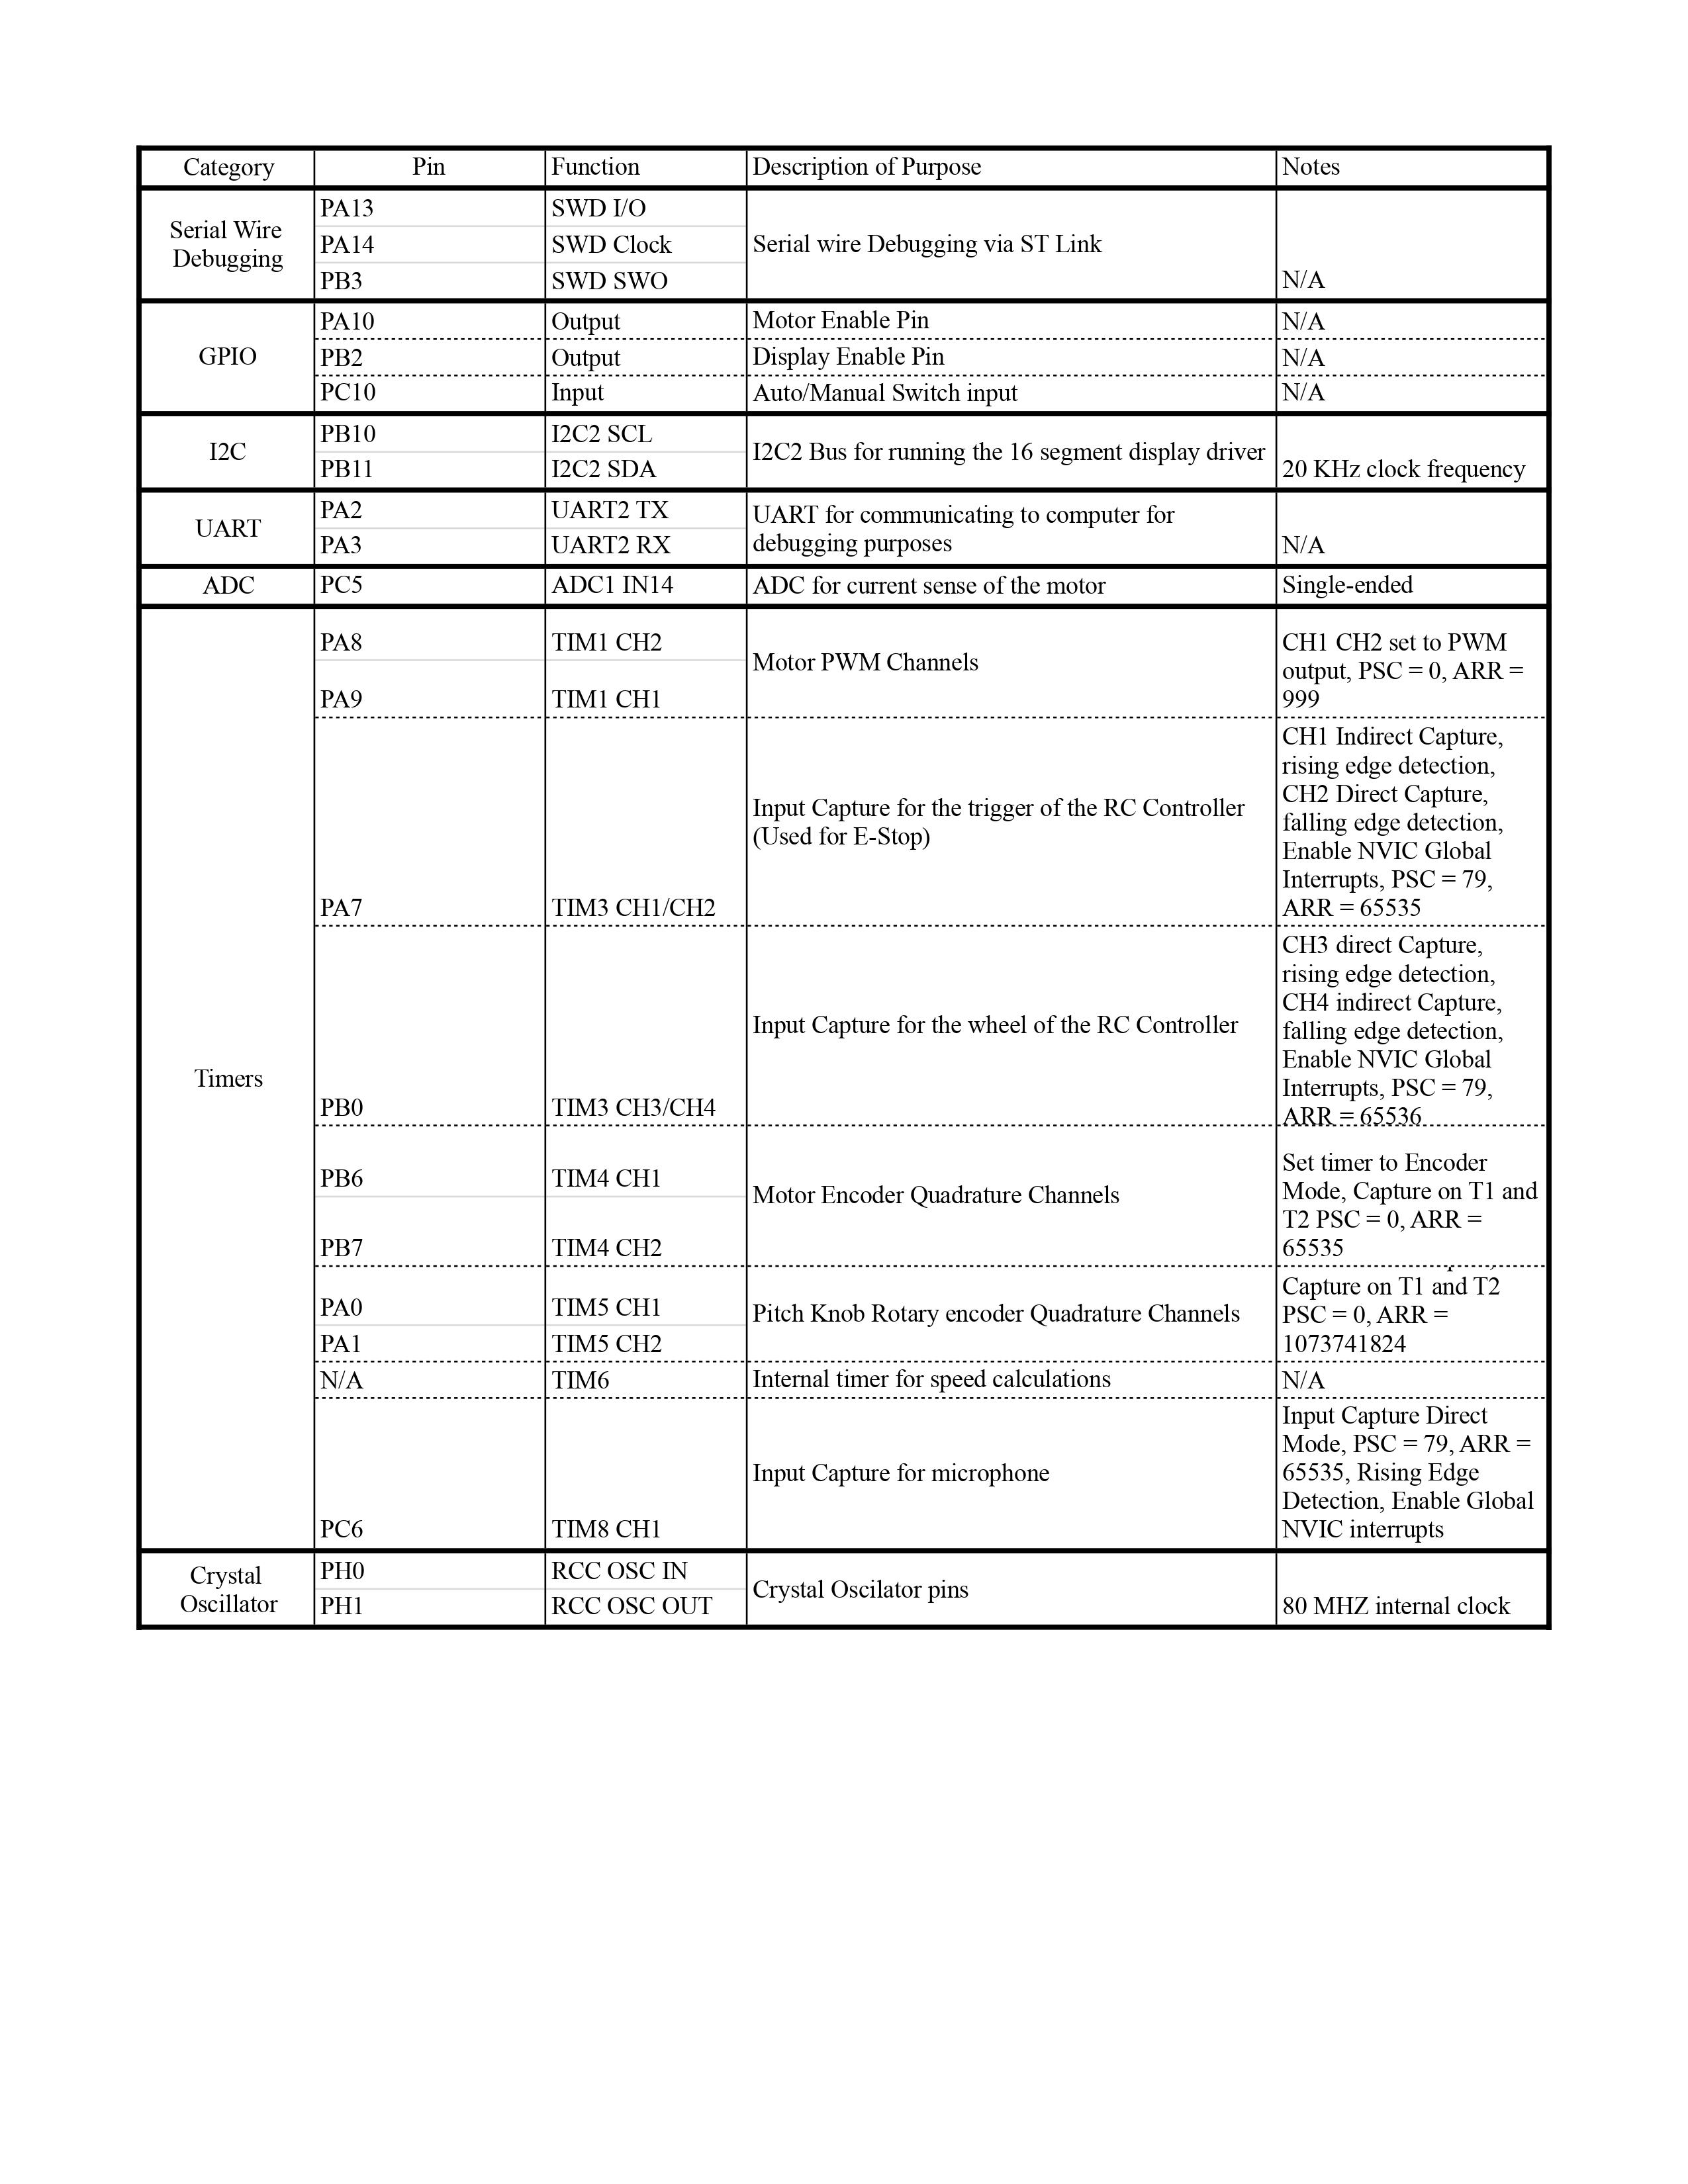 Category Pin Function Description of Purpose Notes
Serial Wire
Debugging
PA13 SWD I/O
PA14 SWD Clock
PB3 SWD SWO
Serial wire Debugging via ST Link
N/A
GPIO
PA10 Output Motor Enable Pin N/A
PB2 Output Display Enable Pin N/A
PC10 Input Auto/Manual Switch input N/A
I2C
PB10 I2C2 SCL
PB11 I2C2 SDA
I2C2 Bus for running the 16 segment display driver
20 KHz clock frequency
UART
PA2 UART2 TX
PA3 UART2 RX
UART for communicating to computer for
debugging purposes
N/A
ADC PC5 ADC1 IN14 ADC for current sense of the motor Single-ended
Timers
PA8 TIM1 CH2
PA9 TIM1 CH1
Motor PWM Channels
CH1 CH2 set to PWM
output, PSC = 0, ARR =
999
PA7 TIM3 CH1/CH2
Input Capture for the trigger of the RC Controller
(Used for E-Stop)
CH1 Indirect Capture,
rising edge detection,
CH2 Direct Capture,
falling edge detection,
Enable NVIC Global
Interrupts, PSC = 79,
ARR = 65535
PB0 TIM3 CH3/CH4
Input Capture for the wheel of the RC Controller
CH3 direct Capture,
rising edge detection,
CH4 indirect Capture,
falling edge detection,
Enable NVIC Global
Interrupts, PSC = 79,
ARR = 65536
PB6 TIM4 CH1
PB7 TIM4 CH2
Motor Encoder Quadrature Channels
Set timer to Encoder
Mode, Capture on T1 and
T2 PSC = 0, ARR =
65535
PA0 TIM5 CH1
PA1 TIM5 CH2
Pitch Knob Rotary encoder Quadrature Channels
Capture on T1 and T2
PSC = 0, ARR =
1073741824
N/A TIM6 Internal timer for speed calculations N/A
PC6 TIM8 CH1
Input Capture for microphone
Input Capture Direct
Mode, PSC = 79, ARR =
65535, Rising Edge
Detection, Enable Global
NVIC interrupts
Crystal
Oscillator
PH0 RCC OSC IN
PH1 RCC OSC OUT
Crystal Oscilator pins
80 MHZ internal clock